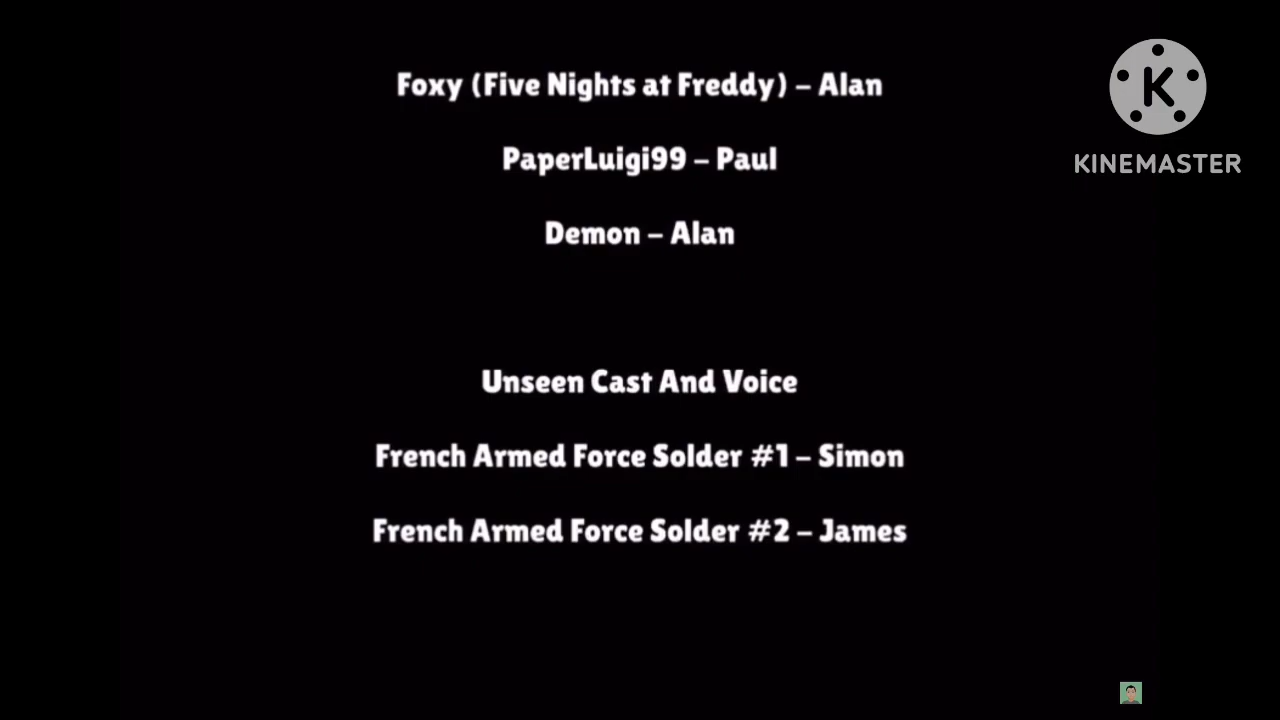 Foxy (Five Nights at Freddy) – Alan
PaperLuigi99 – Paul
Demon – Alan
Unseen Cast And Voice
French Armed Force Solder #1 – Simon
French Armed Force Solder #2 – James
K
KINEMASTER